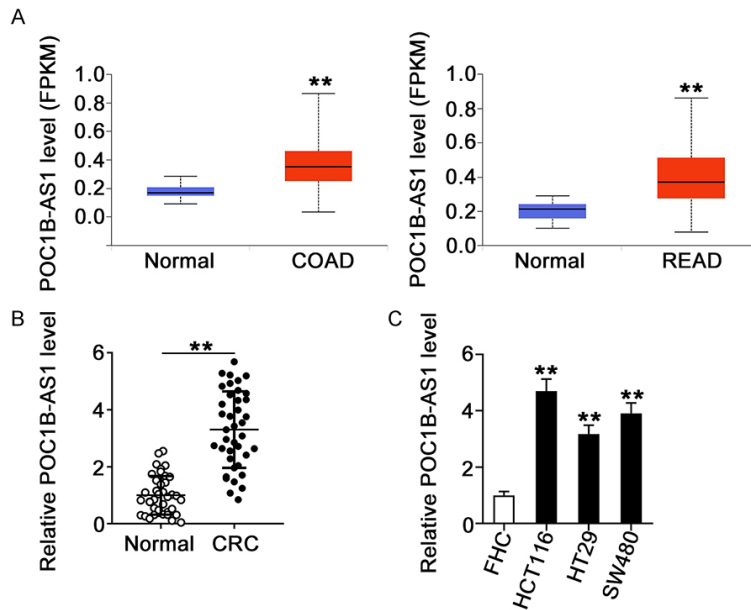 A
POC1B-AS1 level (FPKM)
1.0
0.8
0.6
0.4
0.2
0.0
**
Normal
COAD
POC1B-AS1 level (FPKM)
1.0
0.8
0.6
0.4
0.2
0.0
**
Normal
READ
B
Relative POC1B-AS1 level
6
4
2
0
**
Normal
CRC
C
Relative POC1B-AS1 level
6
4
2
0
**
**
**
FHC
HCT116
HT29
SW480